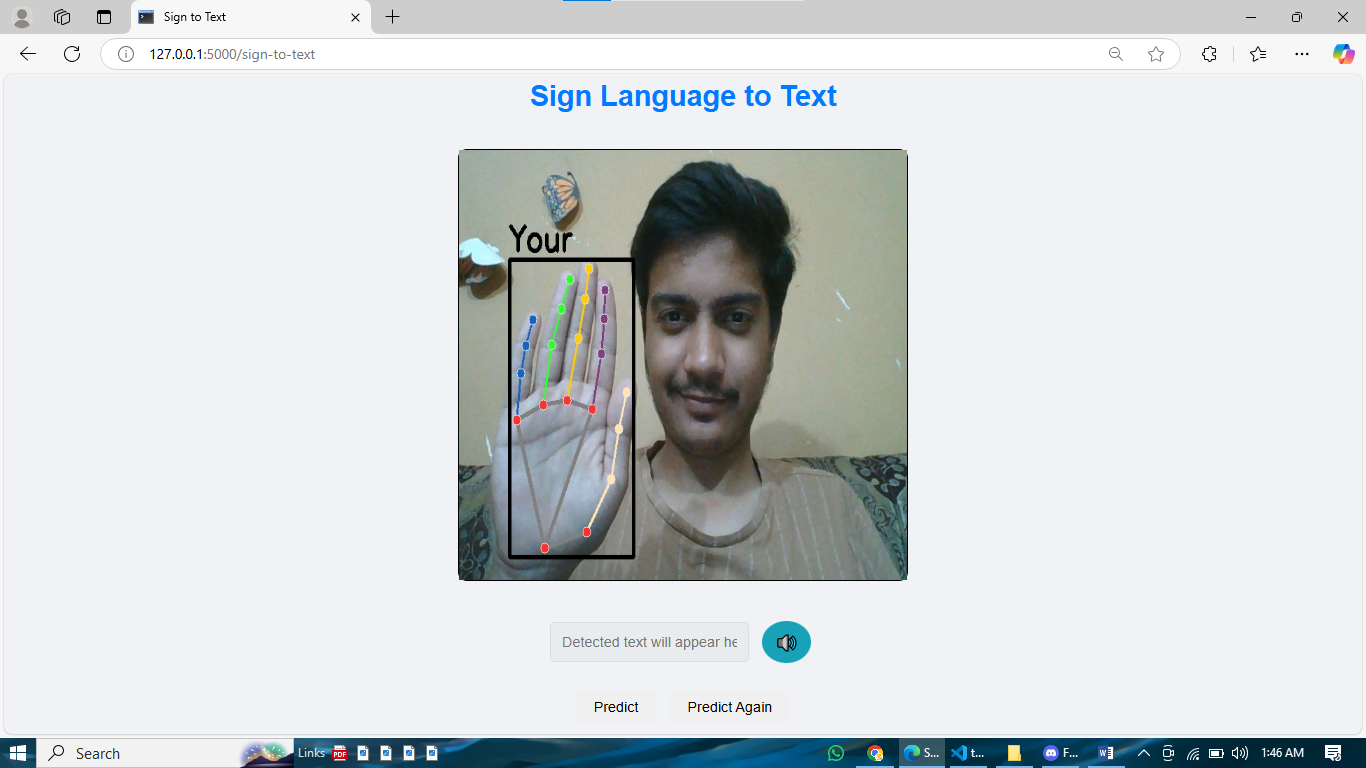 Sign to Text
127.0.0.1:5000/sign-to-text
Sign Language to Text
Your
Detected text will appear he
Predict
Predict Again
Search
Links
PDF
S...
t...
F...
1:46 AM